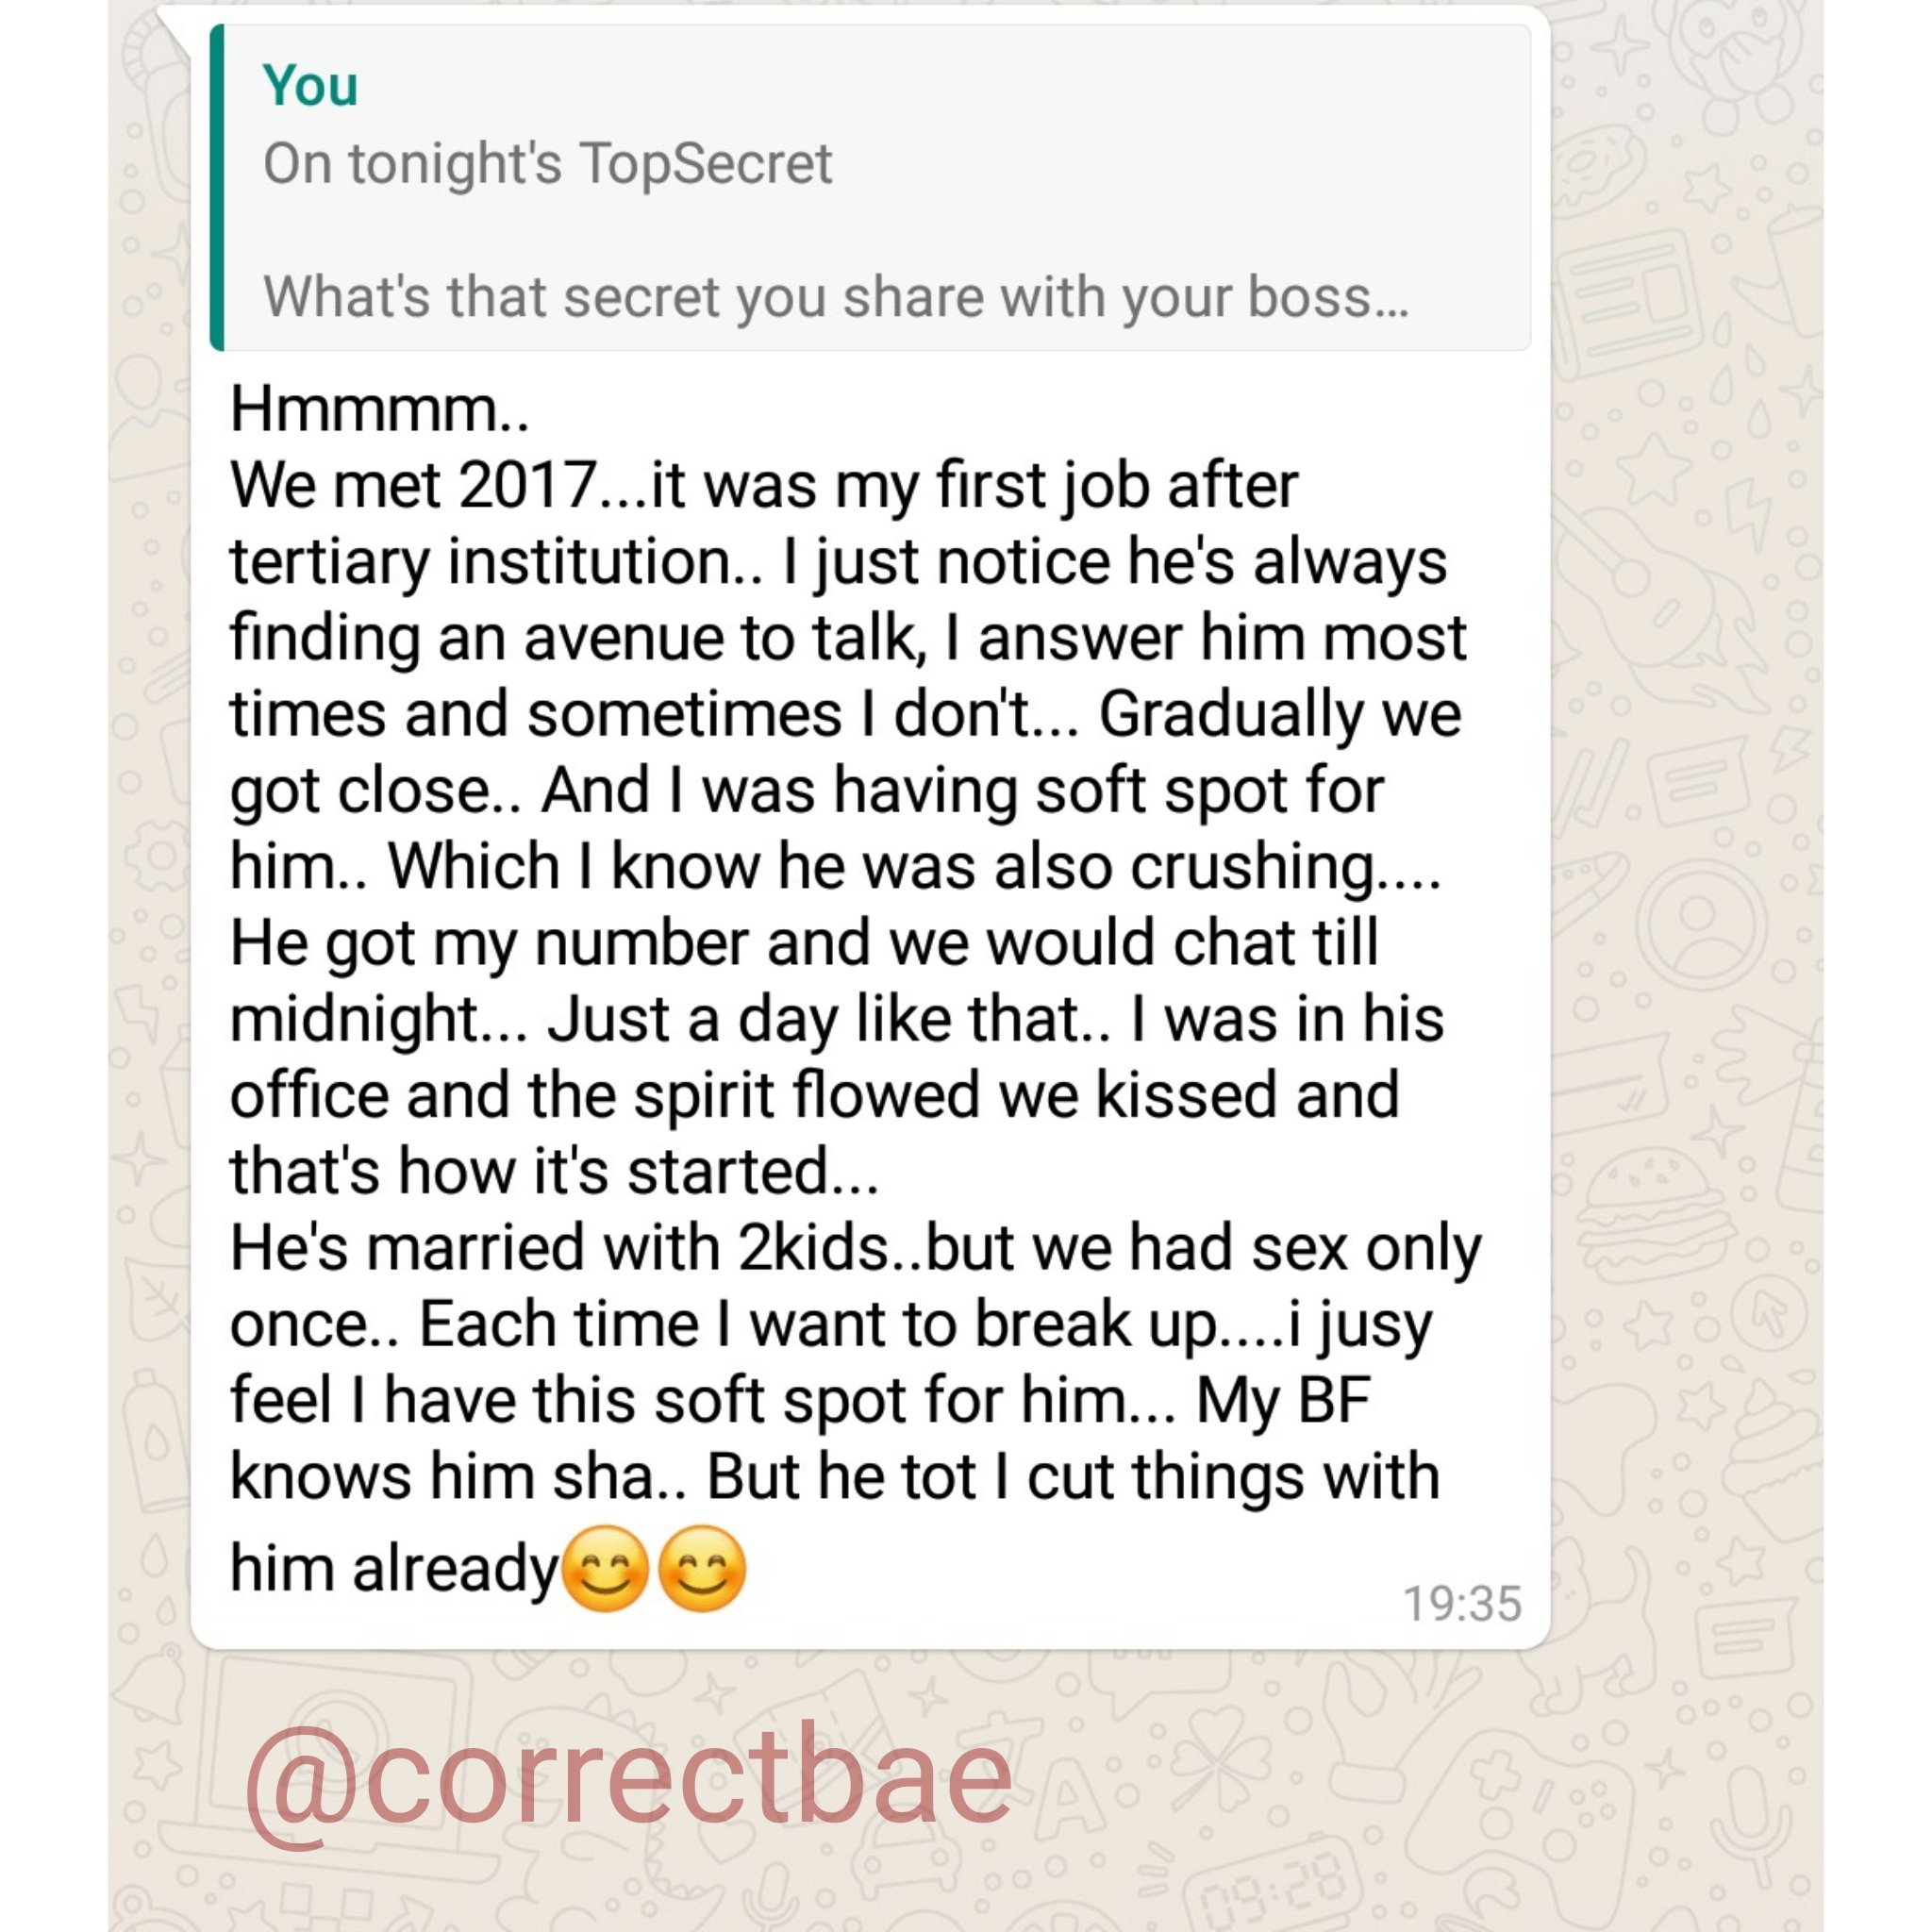 You
On tonight's TopSecret
What's that secret you share with your boss...
Hmmmm..
We met 2017...it was my first job after
tertiary institution.. I just notice he's always
finding an avenue to talk, I answer him most
times and sometimes I don't... Gradually we
got close.. And I was having soft spot for
him.. Which I know he was also crushing....
He got my number and we would chat till
midnight... Just a day like that.. I was in his
office and the spirit flowed we kissed and
that's how it's started...
He's married with 2kids..but we had sex only
once.. Each time I want to break up....i jusy
feel I have this soft spot for him... My BF
knows him sha.. But he tot I cut things with
him already😊😊
19:35
@correctbae
09:28